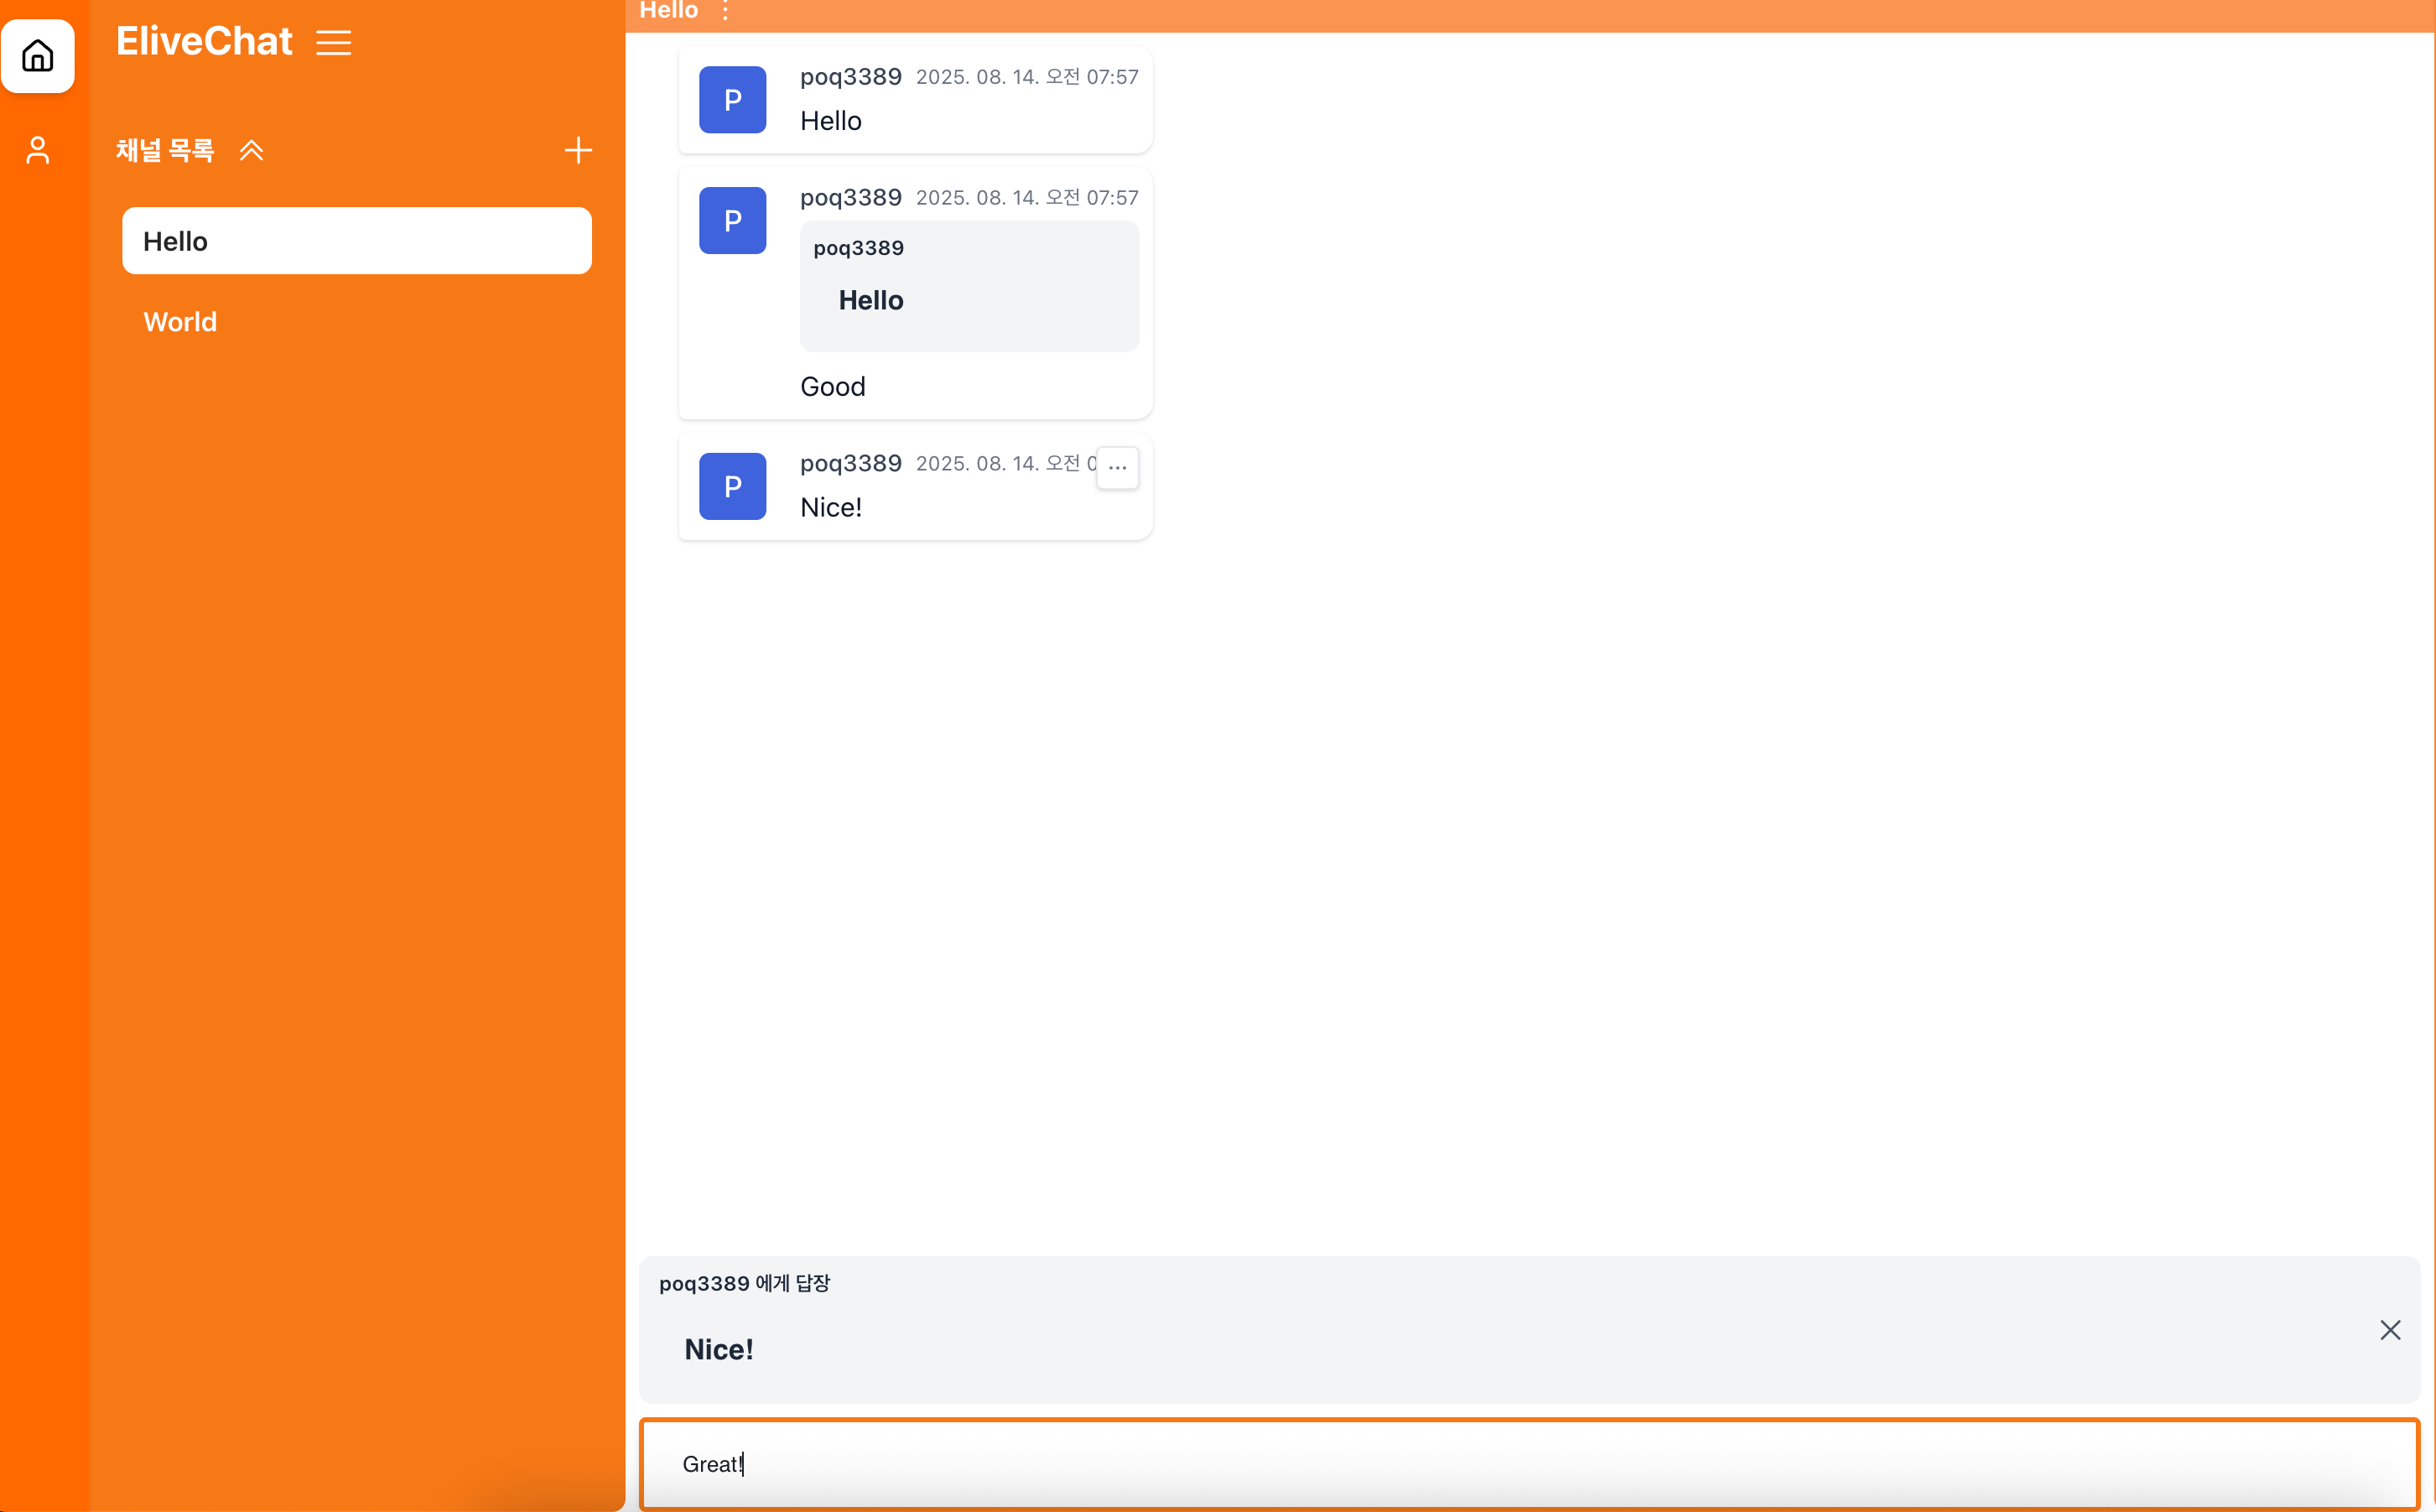 EliveChat
채널 목록
Hello
World
Hello
P
poq3389 2025. 08. 14. 오전 07:57
Hello
P
poq3389 2025. 08. 14. 오전 07:57
poq3389
Hello
Good
P
poq3389 2025. 08. 14. 오전
Nice!
poq3389 에게 답장
Nice!
Great!